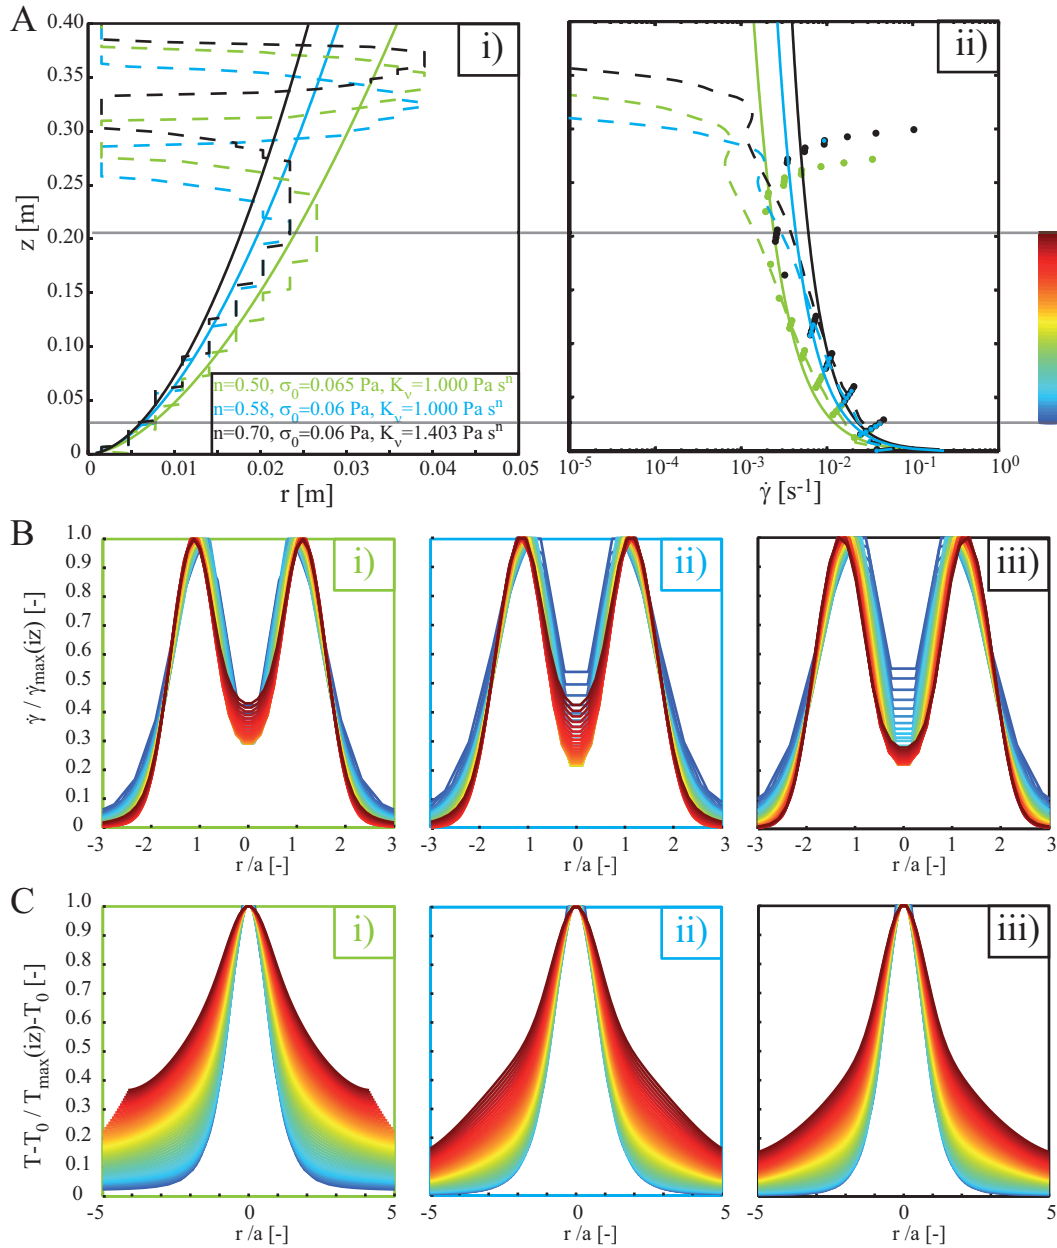 A
i)
ii)
0.40
0.35
0.30
0.25
0.20
0.15
0.10
0.05
0
z [m]
n=0.50, σ₀=0.065 Pa, Kᵥ=1.000 Pa sⁿ
n=0.58, σ₀=0.06 Pa, Kᵥ=1.000 Pa sⁿ
n=0.70, σ₀=0.06 Pa, Kᵥ=1.403 Pa sⁿ
0 0.01 0.02 0.03 0.04 0.05
r [m]
10⁻⁵ 10⁻⁴ 10⁻³ 10⁻² 10⁻¹ 10⁰
γ̇ [s⁻¹]
B
i)
ii)
iii)
1.0
0.9
0.8
0.7
0.6
0.5
0.4
0.3
0.2
0.1
0
γ̇ / γ̇max(iz) [-]
-3 -2 -1 0 1 2 3
r /a [-]
-3 -2 -1 0 1 2 3
r /a [-]
-3 -2 -1 0 1 2 3
r /a [-]
C
i)
ii)
iii)
1.0
0.9
0.8
0.7
0.6
0.5
0.4
0.3
0.2
0.1
0
T-T₀ / Tmax(iz)-T₀ [-]
-5 0 5
r /a [-]
-5 0 5
r /a [-]
-5 0 5
r /a [-]